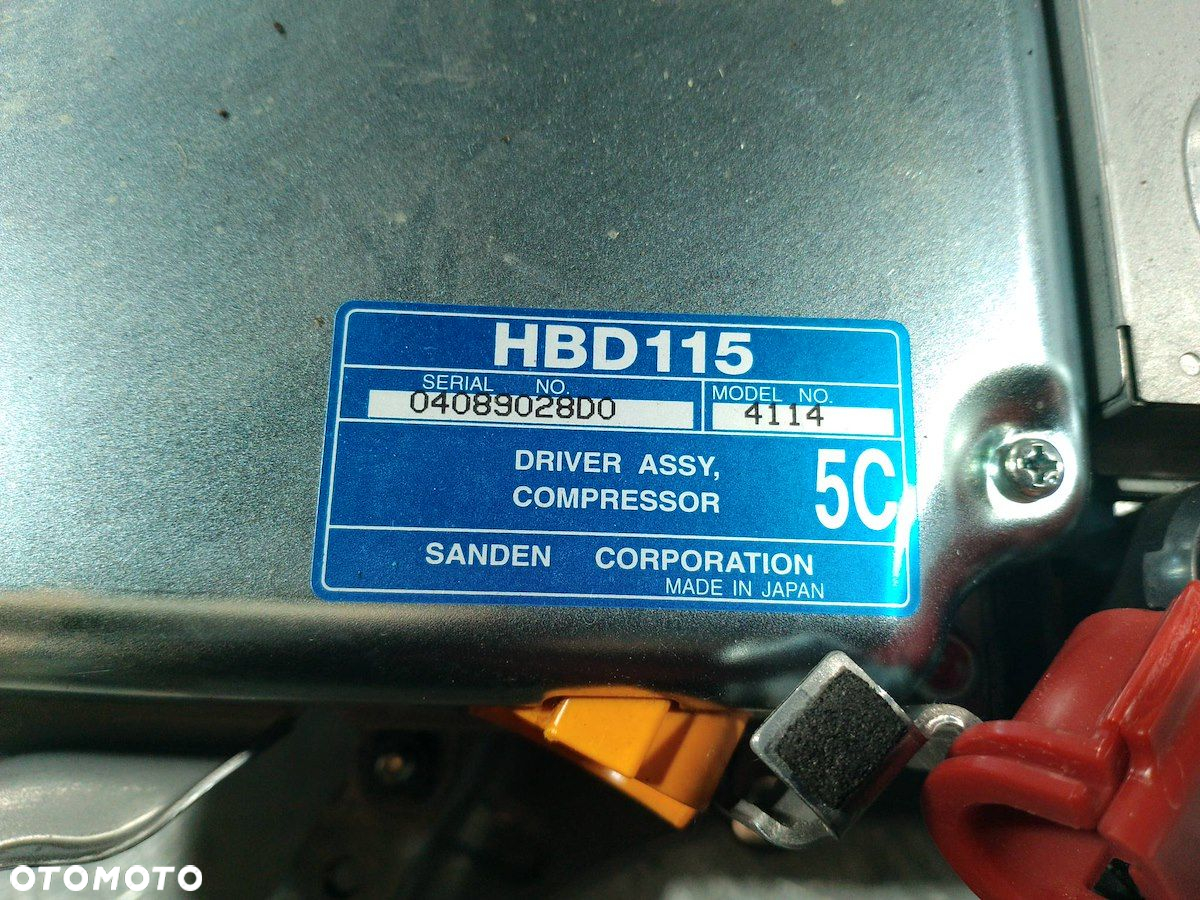 HBD115
SERIAL NO.
MODEL NO.
04089028D0
4114
DRIVER ASSY,
COMPRESSOR
5C
SANDEN CORPORATION
MADE IN JAPAN
OTOMOTO